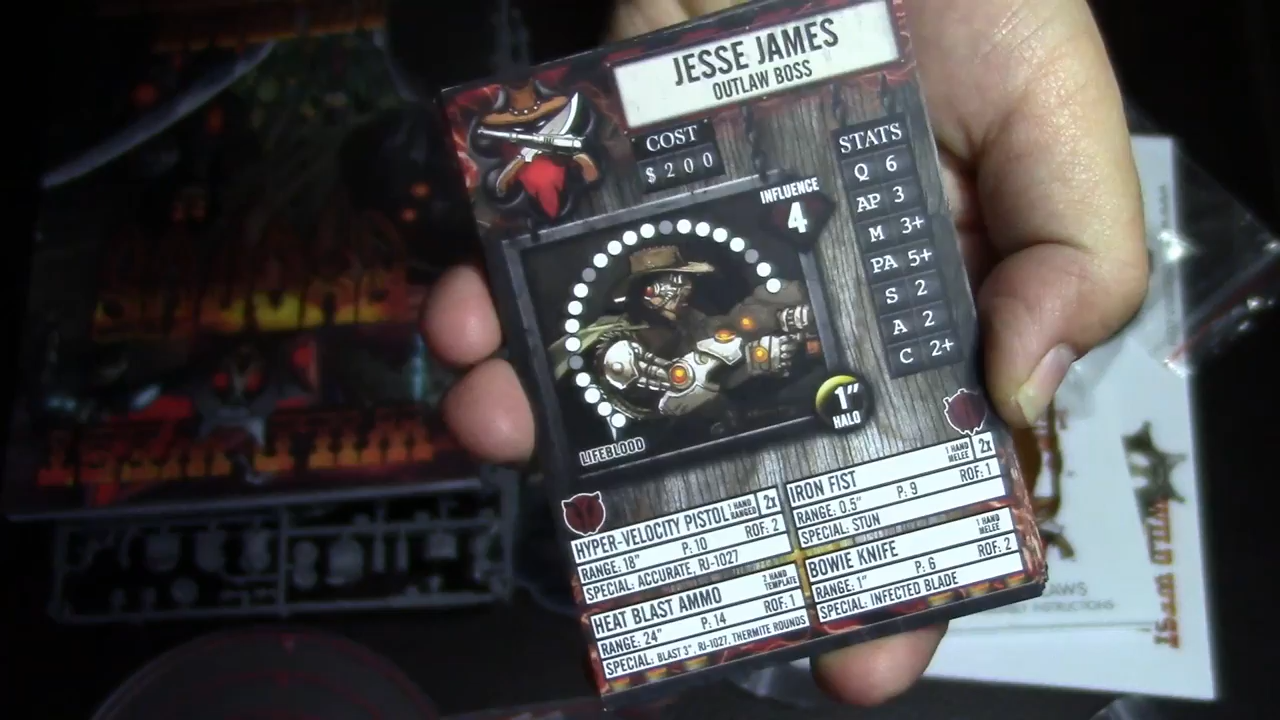 JESSE JAMES
OUTLAW BOSS
COST
$200
STATS
Q 6
AP 3
M 3+
PA 5+
S 2
A 2
C 2+
INFLUENCE
4
LIFEBLOOD
1"
HALO
HYPER-VELOCITY PISTOL 1 HAND RANGED 2x
RANGE: 18" P: 10 ROF: 2
SPECIAL: ACCURATE, RJ-1027
IRON FIST 1 HAND MELEE 2x
RANGE: 0.5" P: 9 ROF: 1
SPECIAL: STUN
HEAT BLAST AMMO 2 HAND TEMPLATE
RANGE: 24" P: 14 ROF: 1
SPECIAL: BLAST 3", RJ-1027, THERMITE ROUNDS
BOWIE KNIFE 1 HAND MELEE
RANGE: 1" P: 6 ROF: 2
SPECIAL: INFECTED BLADE
INSTRUCTIONS
WILD WEST